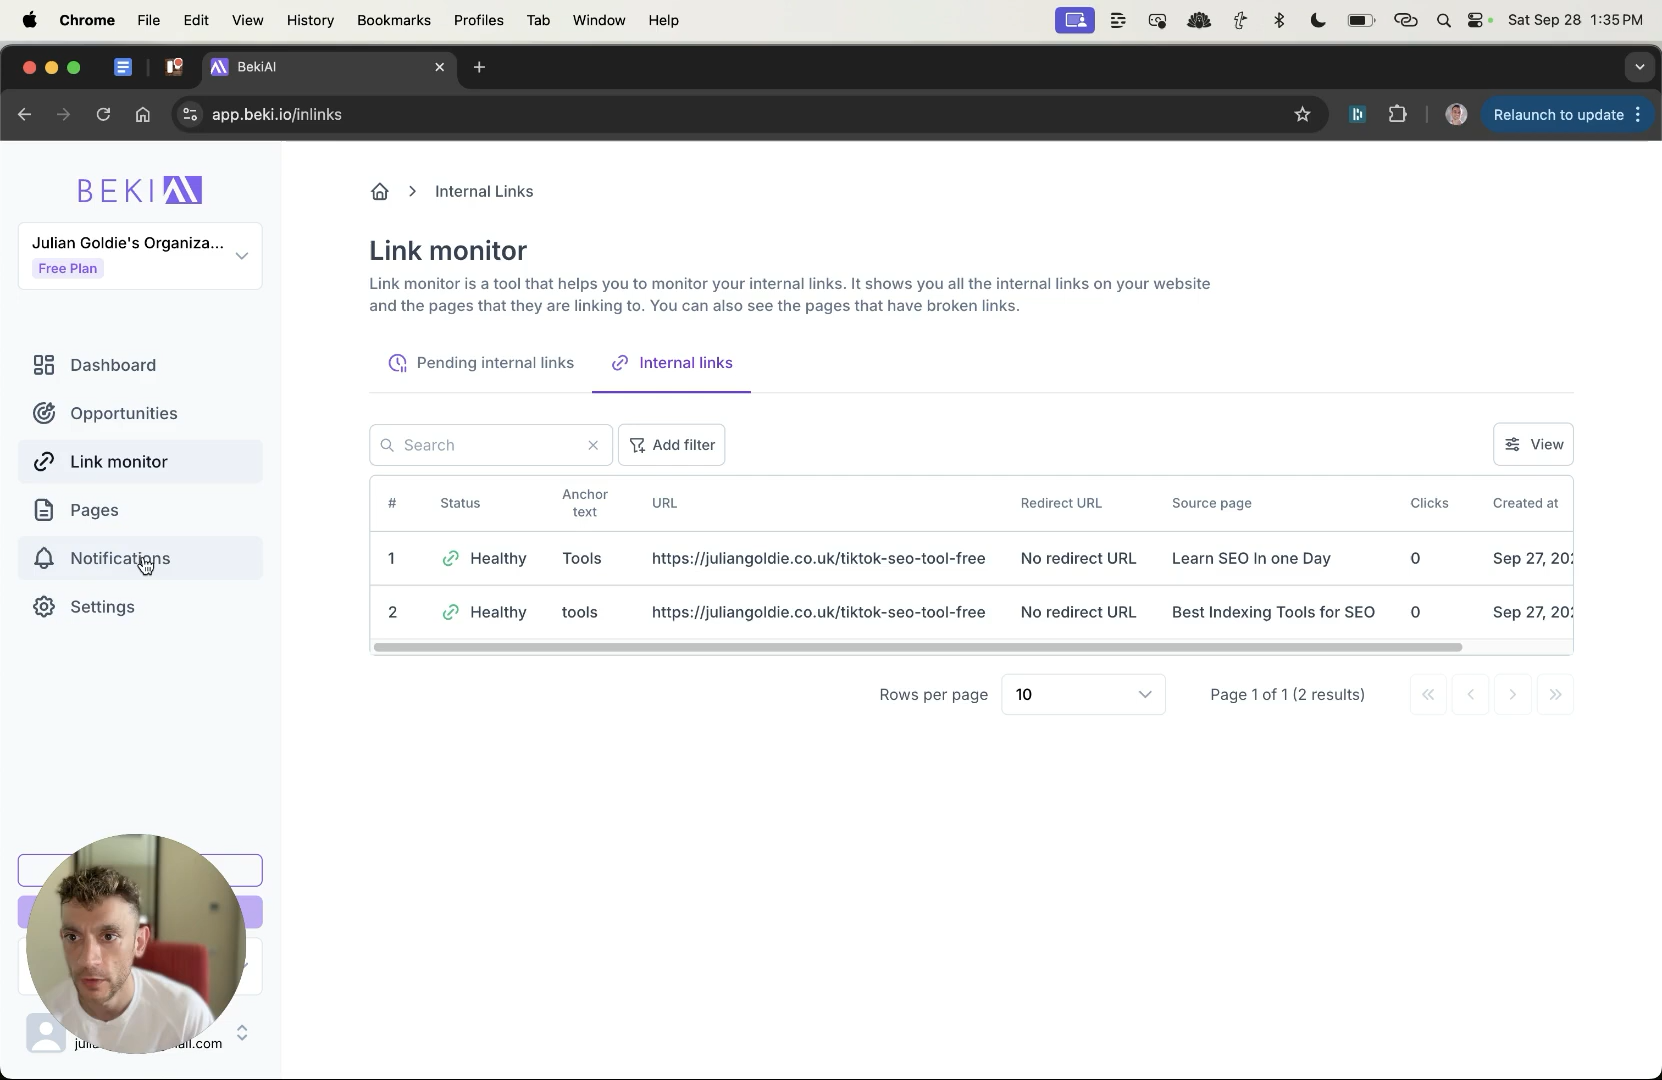 Chrome File Edit View History Bookmarks Profiles Tab Window Help Sat Sep 28 1:35 PM
BekiAI
app.beki.io/inlinks Relaunch to update
BEKI
Julian Goldie's Organiza...
Free Plan
Dashboard
Opportunities
Link monitor
Pages
Notifications
Settings
Internal Links
Link monitor
Link monitor is a tool that helps you to monitor your internal links. It shows you all the internal links on your website
and the pages that they are linking to. You can also see the pages that have broken links.
Pending internal links Internal links
Search Add filter View
# Status Anchor text URL Redirect URL Source page Clicks Created at
1 Healthy Tools https://juliangoldie.co.uk/tiktok-seo-tool-free No redirect URL Learn SEO In one Day 0 Sep 27, 202
2 Healthy tools https://juliangoldie.co.uk/tiktok-seo-tool-free No redirect URL Best Indexing Tools for SEO 0 Sep 27, 202
Rows per page 10 Page 1 of 1 (2 results)